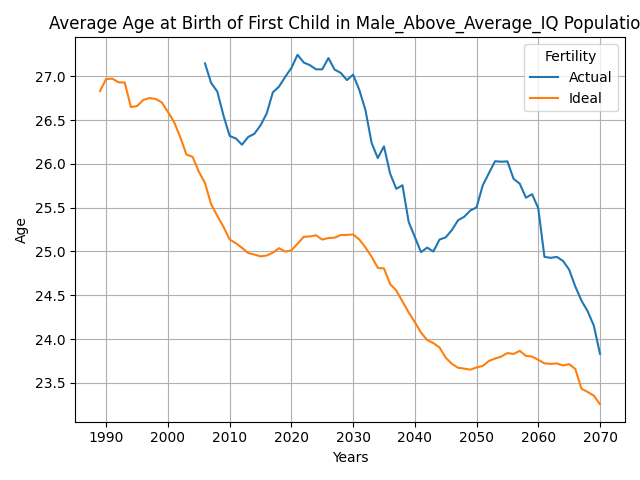 Average Age at Birth of First Child in Male_Above_Average_IQ Populatio
Fertility
Actual
Ideal
27.0
26.5
26.0
25.5
25.0
24.5
24.0
23.5
Age
1990 2000 2010 2020 2030 2040 2050 2060 2070
Years